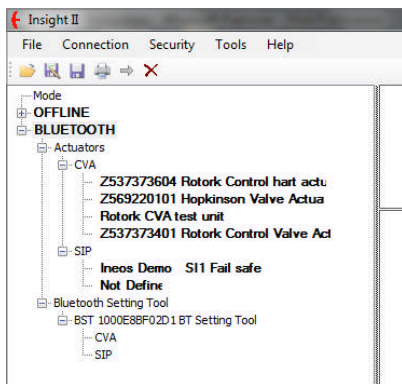 Insight II
File Connection Security Tools Help
Mode
OFFLINE
BLUETOOTH
Actuators
CVA
Z537373604 Rotork Control hart actu
Z569220101 Hopkinson Valve Actua
Rotork CVA test unit
Z537373401 Rotork Control Valve Act
SIP
Ineos Demo SI1 Fail safe
Not Define
Bluetooth Setting Tool
BST 1000E8BF02D1 BT Setting Tool
CVA
SIP